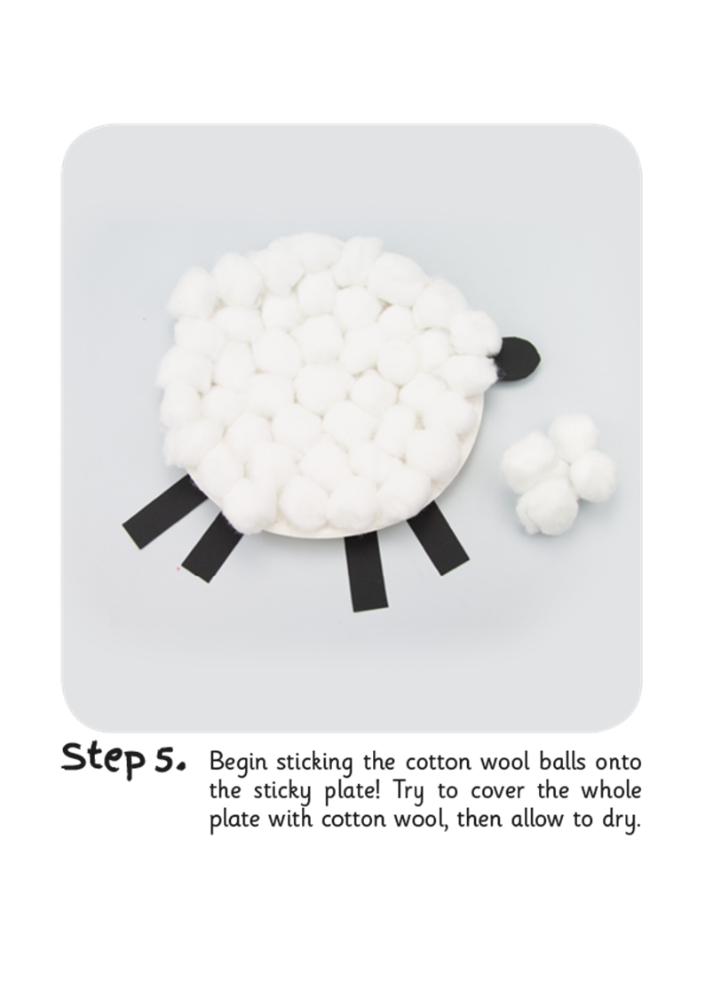 Step 5.
Begin sticking the cotton wool balls onto
the sticky plate! Try to cover the whole
plate with cotton wool, then allow to dry.